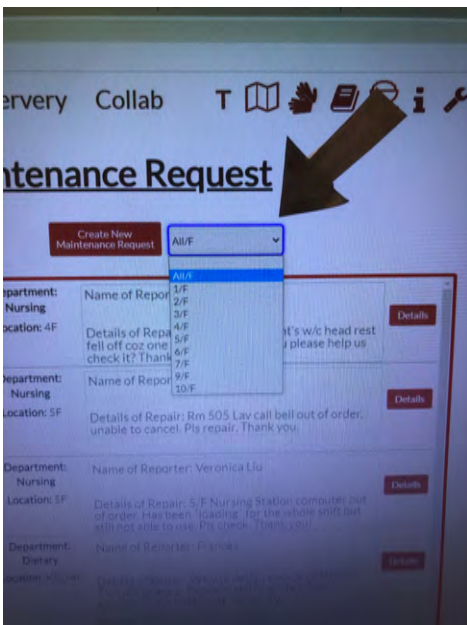 ervery Collab T i
ntenance Request
Create New
Maintenance Request
All/F
All/F
1/F
2/F
3/F
4/F
5/F
6/F
7/F
9/F
10/F
epartment:
Nursing
ocation: 4F
Name of Repor
Details of Repa t's w/c head rest
fell off coz one u please help us
check it? Thank
Details
Department:
Nursing
Location: 5F
Name of Repor
Details of Repair: Rm 505 Lav call bell out of order,
unable to cancel. Pls repair. Thank you.
Details
Department:
Nursing
Location: 5F
Name of Reporter: Veronica Liu
Details of Repair: 5/F Nursing Station computer out
of order. Has been "loading" for the whole shift but
still not able to use. Pls check. Thank you!
Details
Department:
Dietary
Name of Reporter:
Details